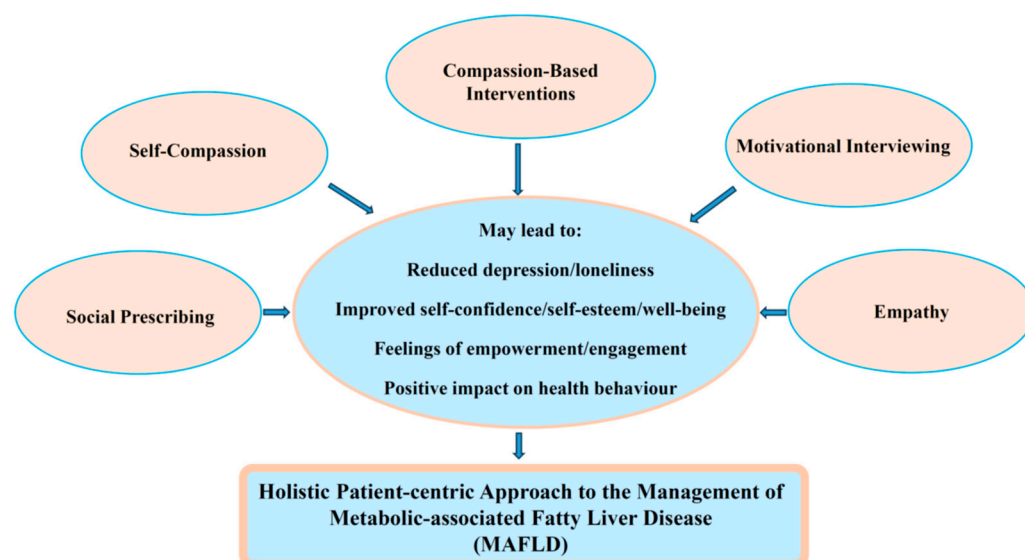 Compassion-Based
Interventions
Self-Compassion
Motivational Interviewing
Social Prescribing
Empathy
May lead to:
Reduced depression/loneliness
Improved self-confidence/self-esteem/well-being
Feelings of empowerment/engagement
Positive impact on health behaviour
Holistic Patient-centric Approach to the Management of
Metabolic-associated Fatty Liver Disease
(MAFLD)